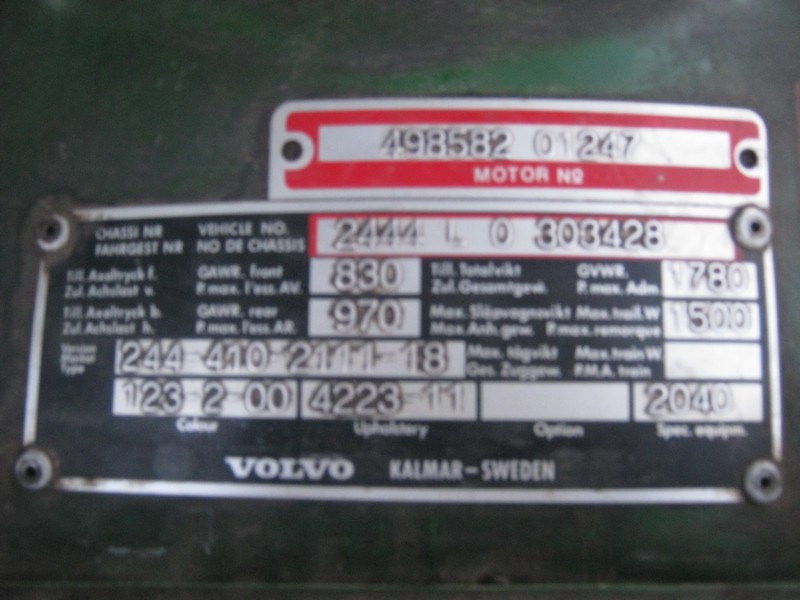 498582 01247
MOTOR No
CHASSI NR VEHICLE NO. 2444 L 0 303428
FAHRGEST NR NO DE CHASSIS
Till. Axeltryck f. GAWR. front 830 Till. Totalvikt GVWR. 1780
Zul. Achslast v. P.max. l'ess. AV. Zul. Gesamtgew. P.max. Adm.
Till. Axeltryck b. GAWR. rear 970 Max. Släpvagnsvikt Max. trail. W. 1500
Zul. Achslast h. P.max. l'ess. AR. Max. Anh. gew. P.max. remorque
Version
Model 244 410 2111 18 Max. tågvikt Max. train W.
Type Ges. Zuggew. P.M.A. train
123 2 00 4223-11 2040
Colour Upholstery Option Spec. equipm.
VOLVO KALMAR-SWEDEN